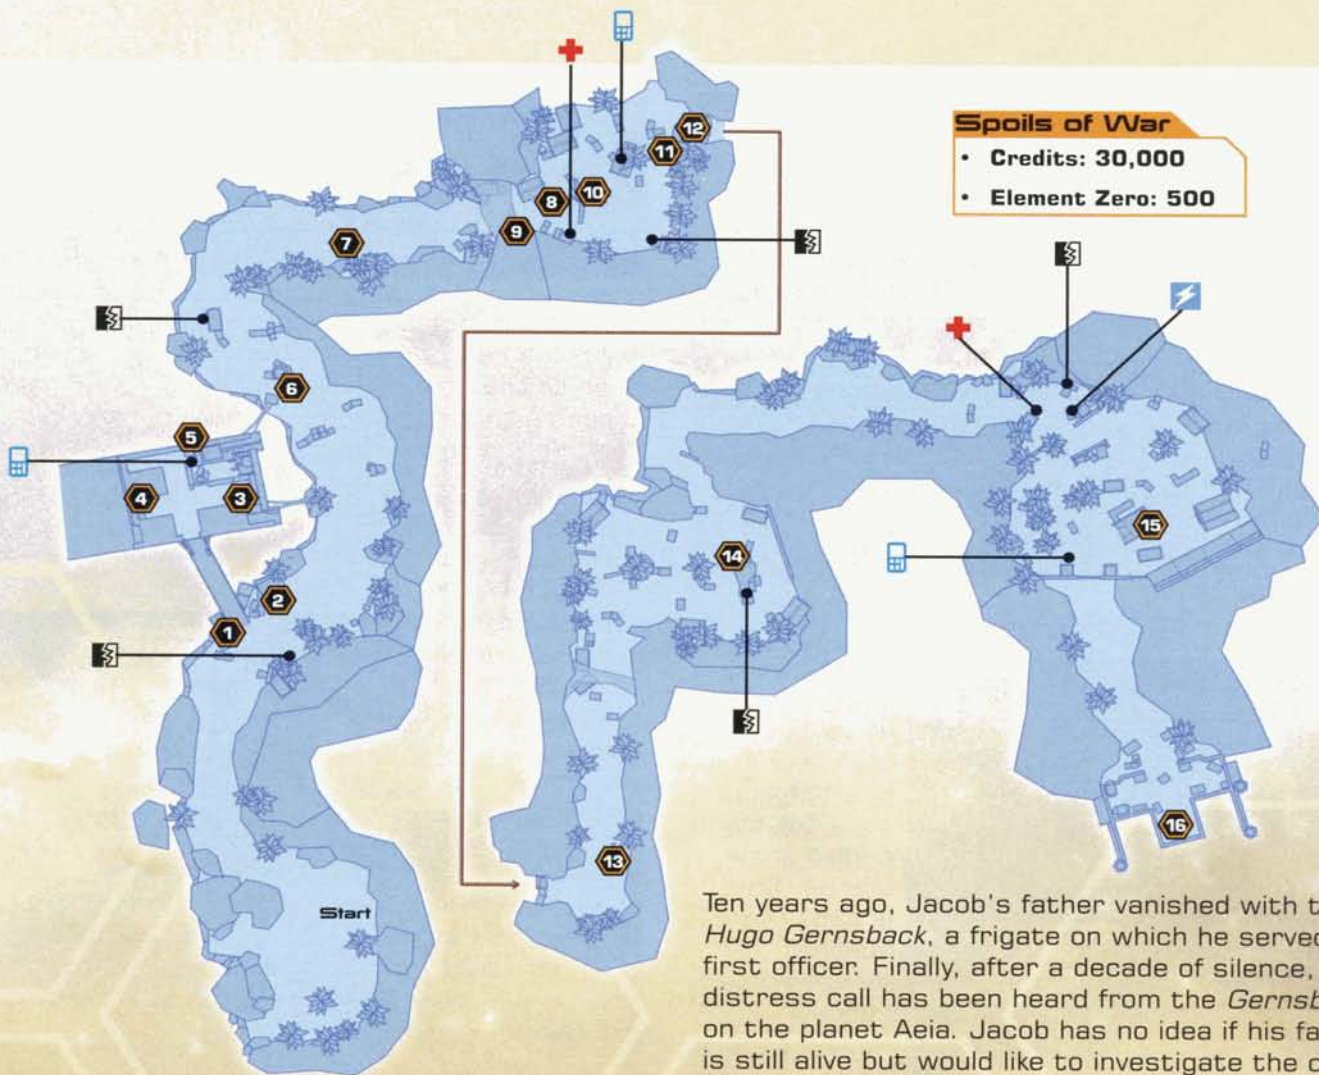 12
11
10
8
9
7
Spoils of War
• Credits: 30,000
• Element Zero: 500
6
5
4
3
15
14
2
1
16
13
Start
Ten years ago, Jacob's father vanished with t
Hugo Gernsback, a frigate on which he served
first officer. Finally, after a decade of silence,
distress call has been heard from the Gernsb
on the planet Aeia. Jacob has no idea if his fa
is still alive but would like to investigate the c